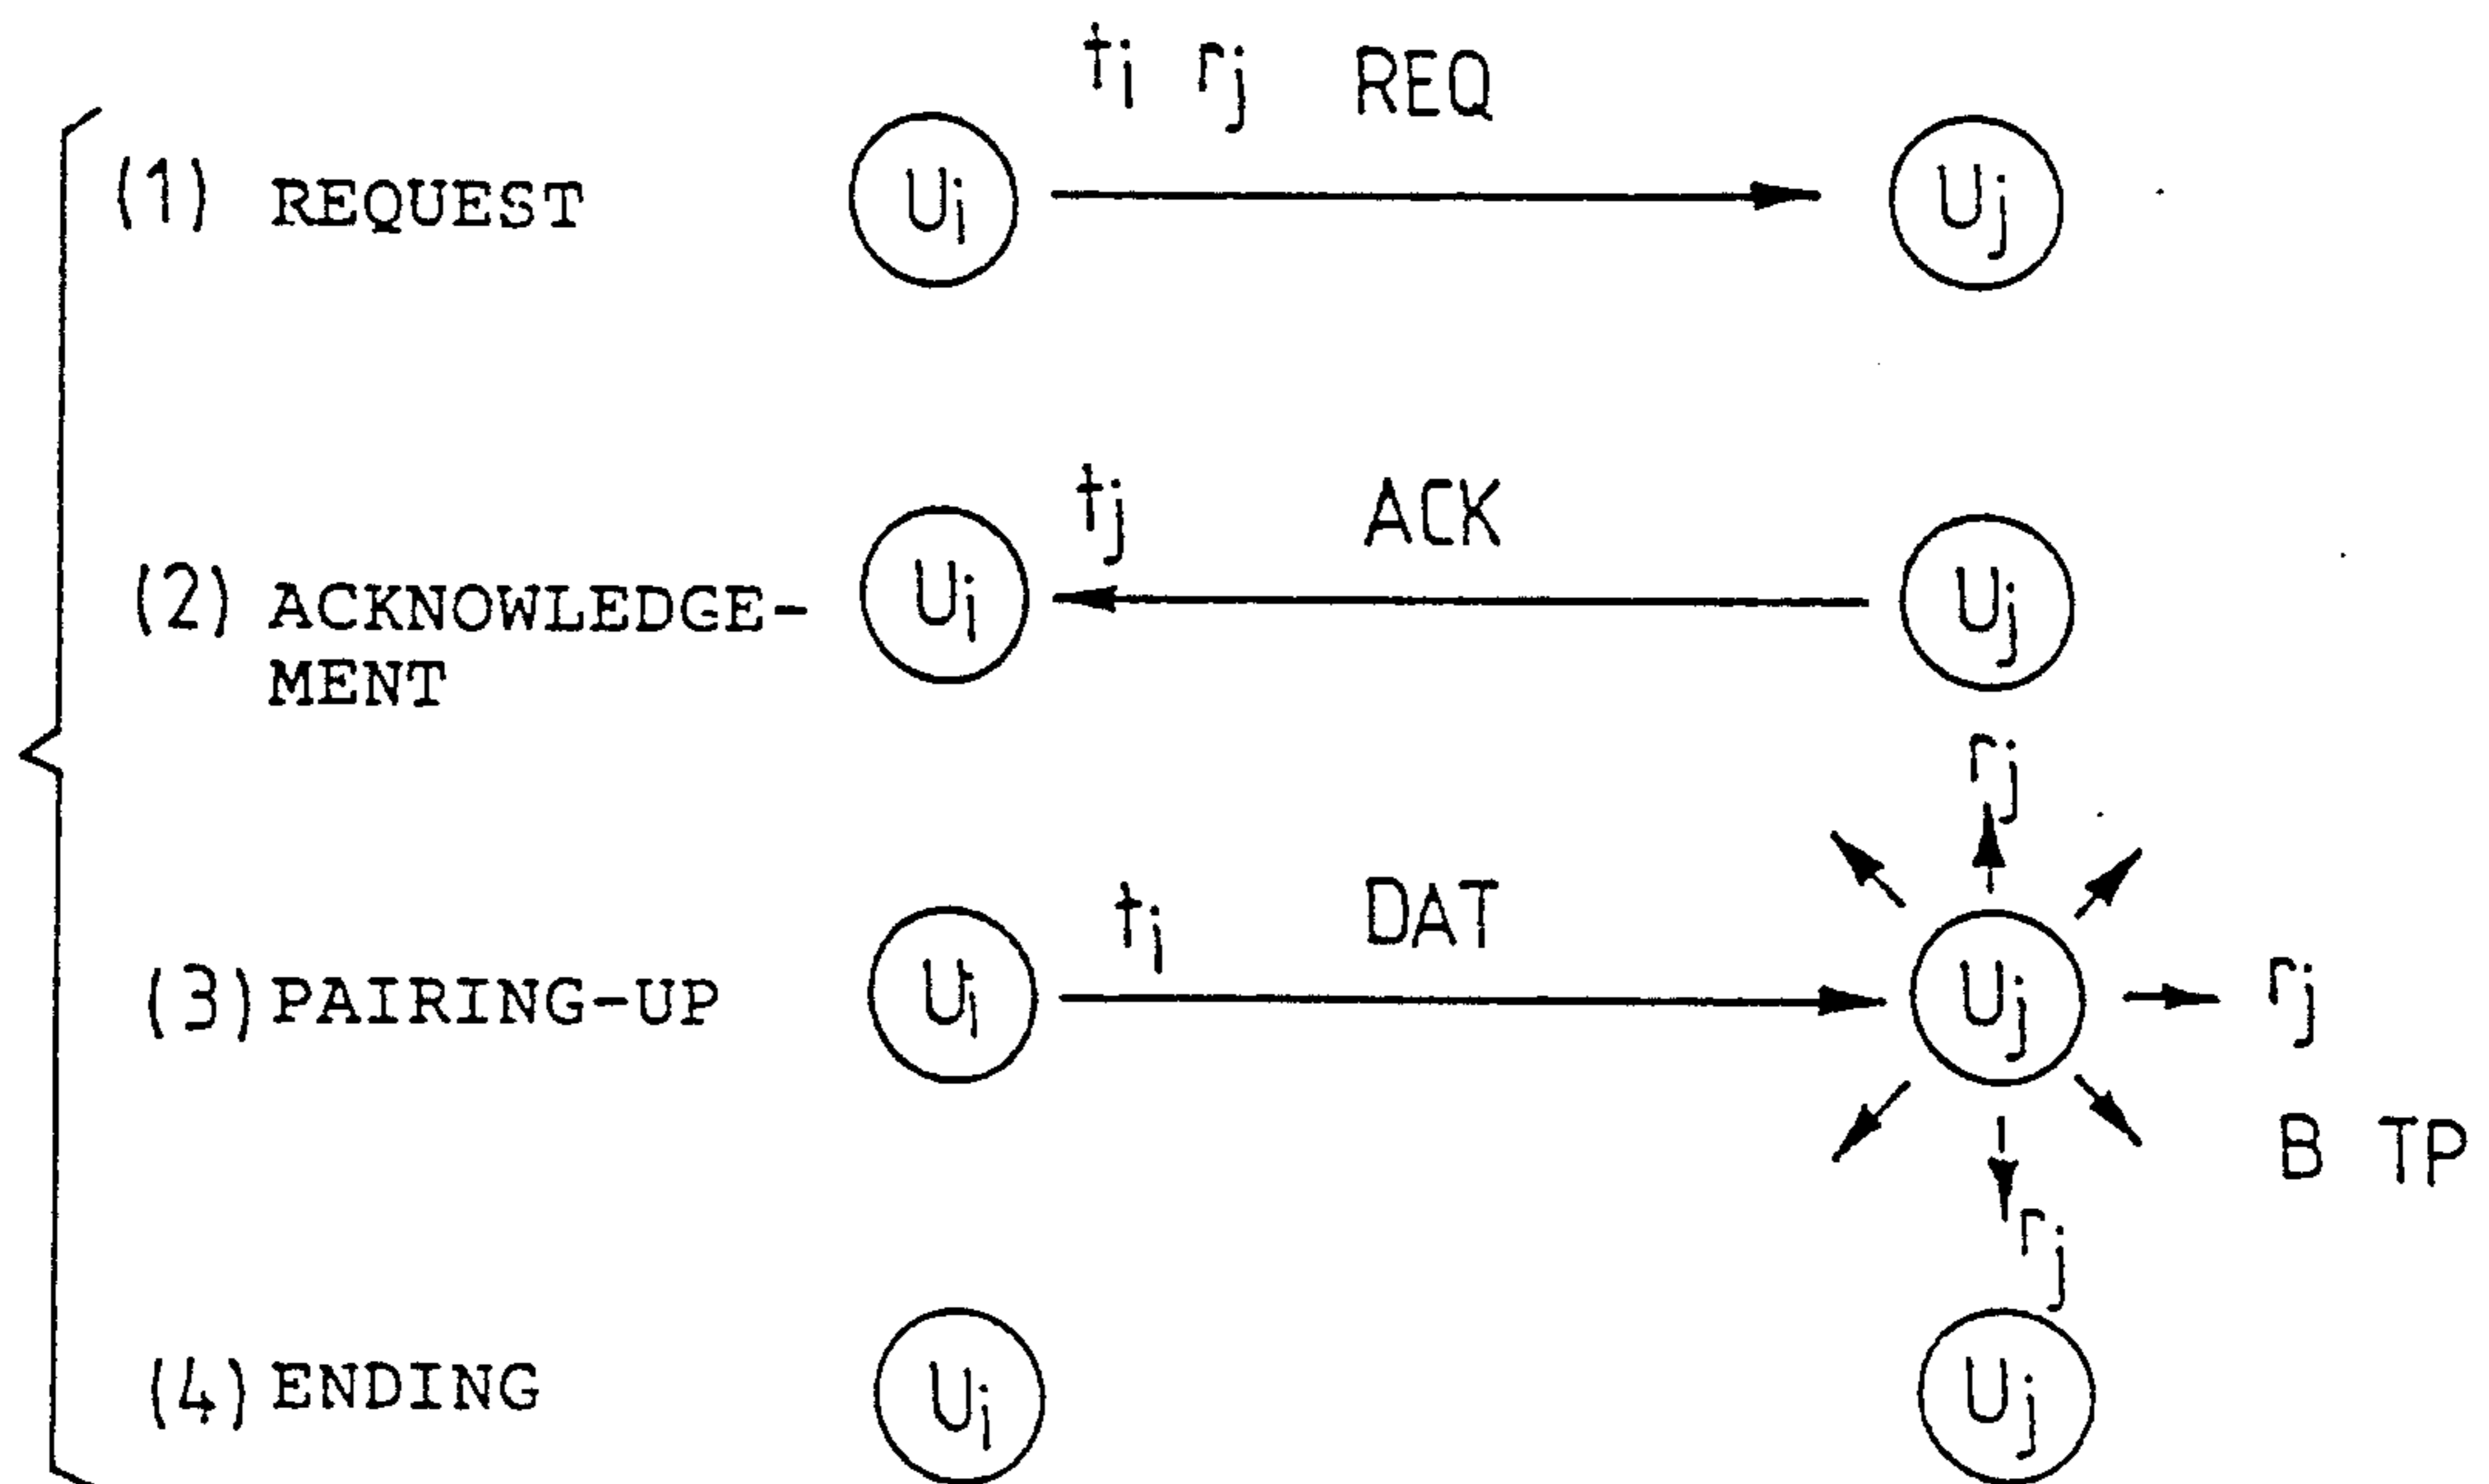 ti rj REQ
(1) REQUEST Ui Uj
tj ACK
(2) ACKNOWLEDGE- Ui Uj
MENT
rj
ti DAT
(3) PAIRING-UP Ui Uj rj
B TP
rj
(4) ENDING Ui Uj